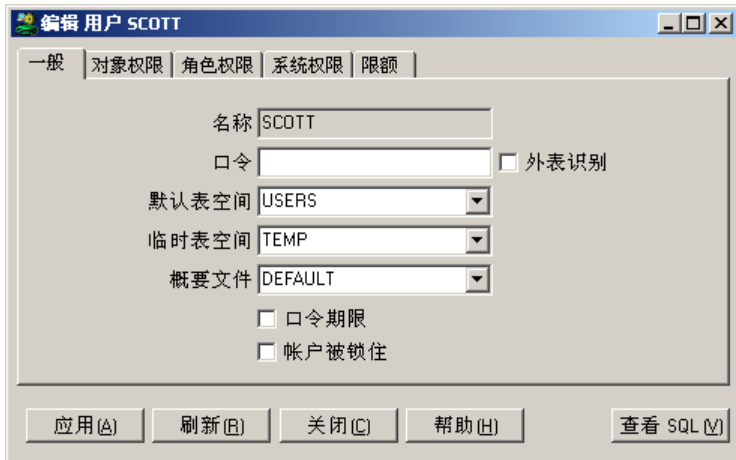 编辑 用户 SCOTT
一般 对象权限 角色权限 系统权限 限额
名称 SCOTT
口令 外表识别
默认表空间 USERS
临时表空间 TEMP
概要文件 DEFAULT
口令期限
帐户被锁住
应用(A) 刷新(R) 关闭(C) 帮助(H) 查看 SQL(V)